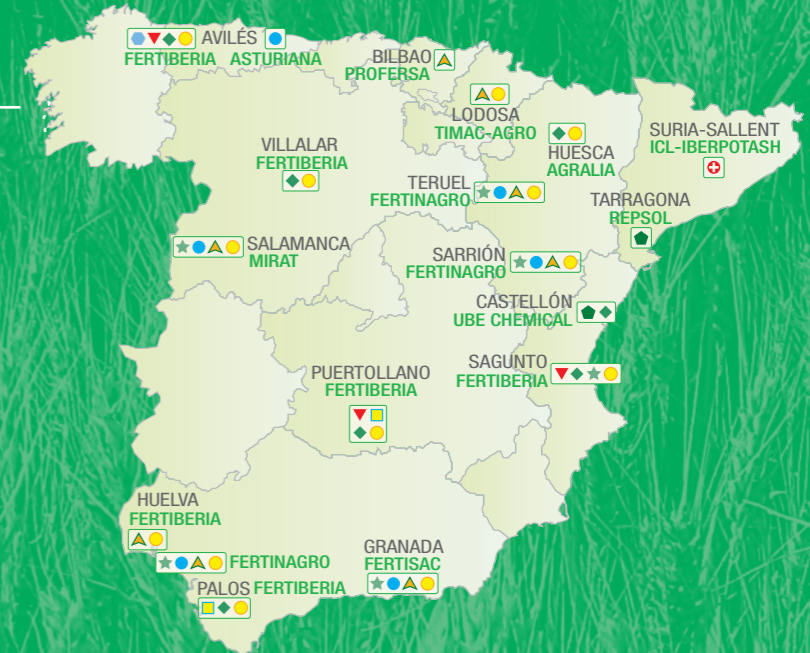 AVILÉS
FERTIBERIA ASTURIANA
BILBAO
PROFERSA
LODOSA
TIMAC-AGRO
HUESCA
AGRALIA
SURIA-SALLENT
ICL-IBERPOTASH
VILLALAR
FERTIBERIA
TERUEL
FERTINAGRO
TARRAGONA
REPSOL
SALAMANCA
MIRAT
SARRIÓN
FERTINAGRO
CASTELLÓN
UBE CHEMICAL
SAGUNTO
FERTIBERIA
PUERTOLLANO
FERTIBERIA
HUELVA
FERTIBERIA
FERTINAGRO
GRANADA
FERTISAC
PALOS FERTIBERIA